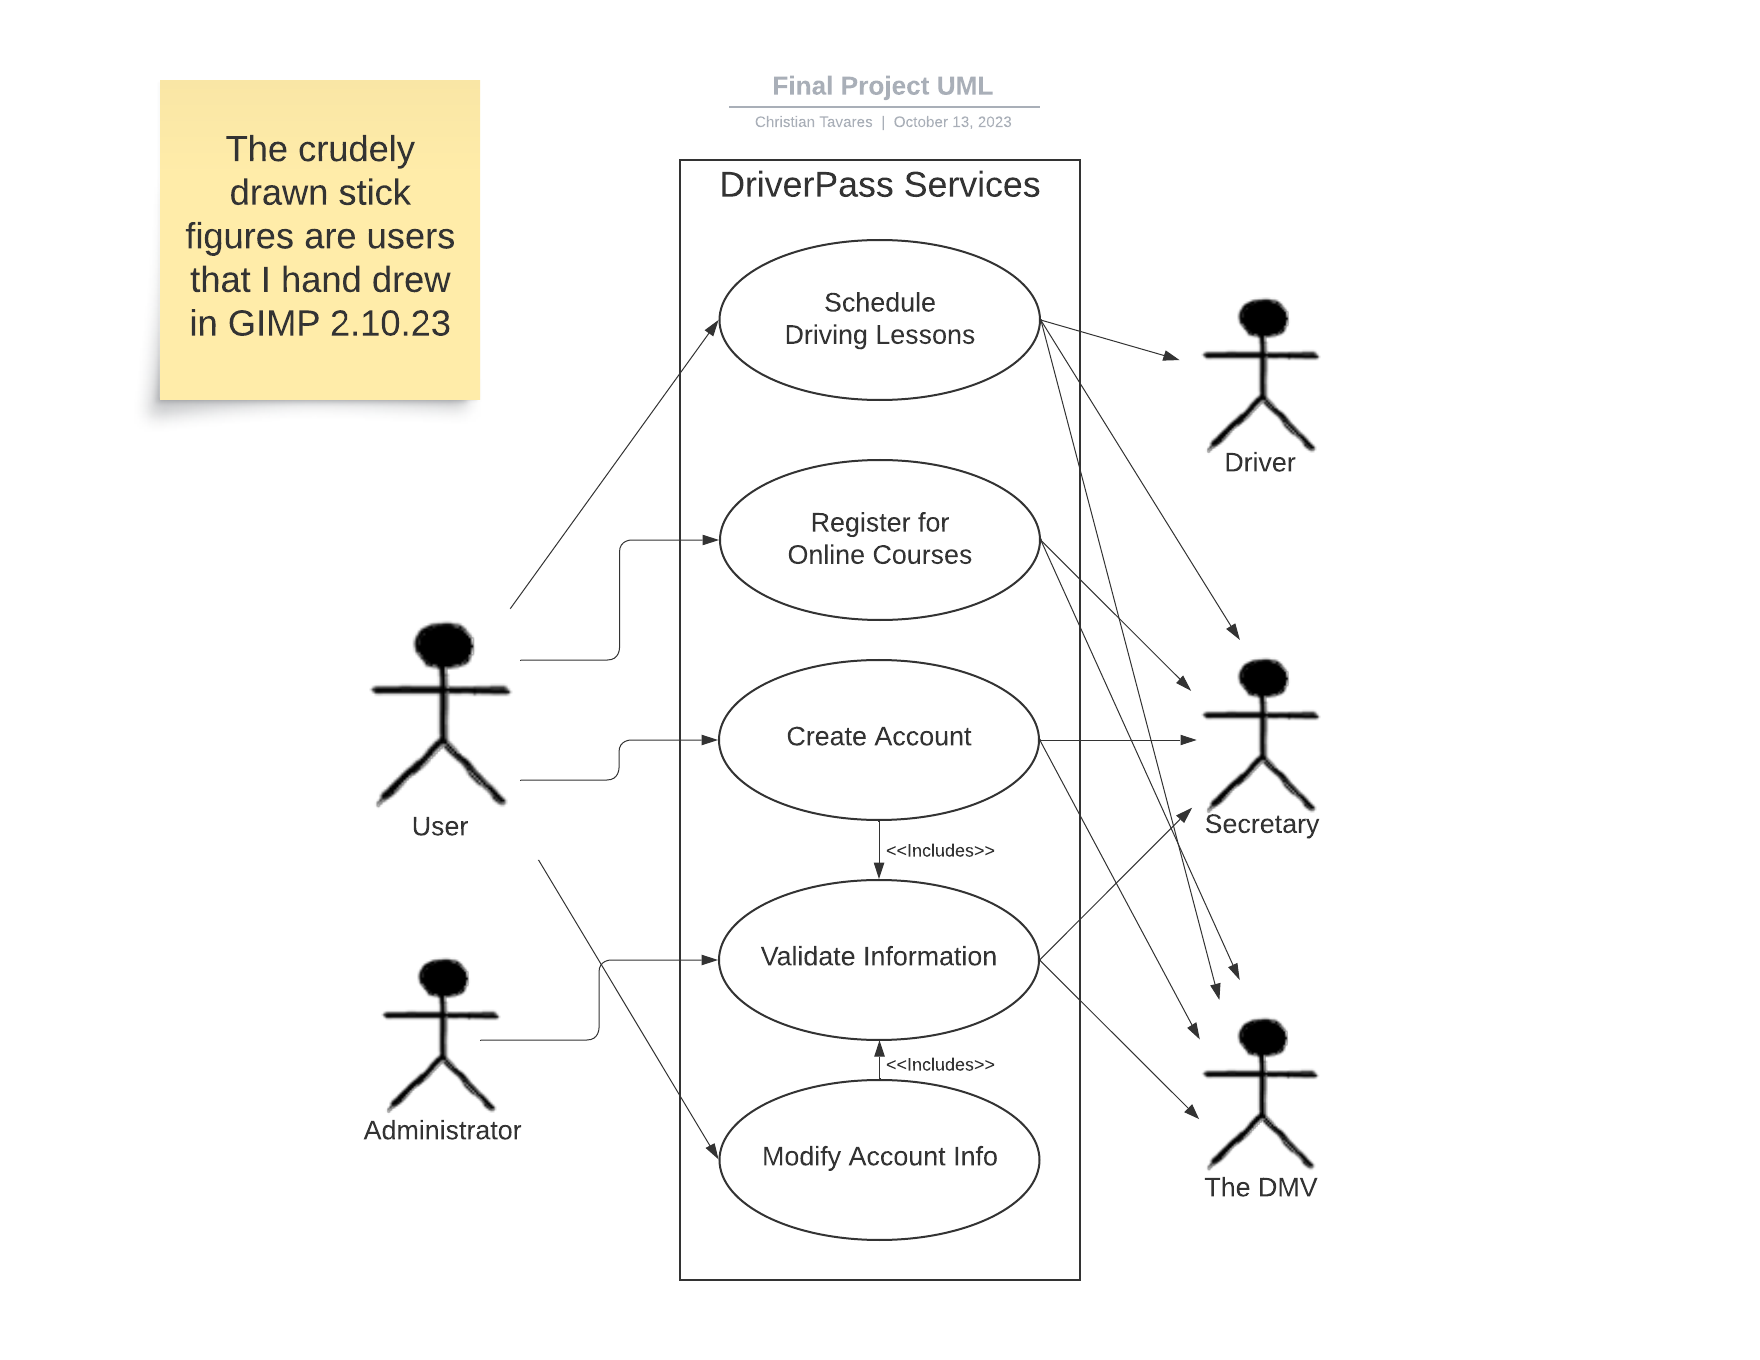 Final Project UML
Christian Tavares | October 13, 2023
The crudely
drawn stick
figures are users
that I hand drew
in GIMP 2.10.23
DriverPass Services
Schedule
Driving Lessons
Driver
Register for
Online Courses
Create Account
User
Secretary
<<Includes>>
Validate Information
<<Includes>>
Administrator
Modify Account Info
The DMV